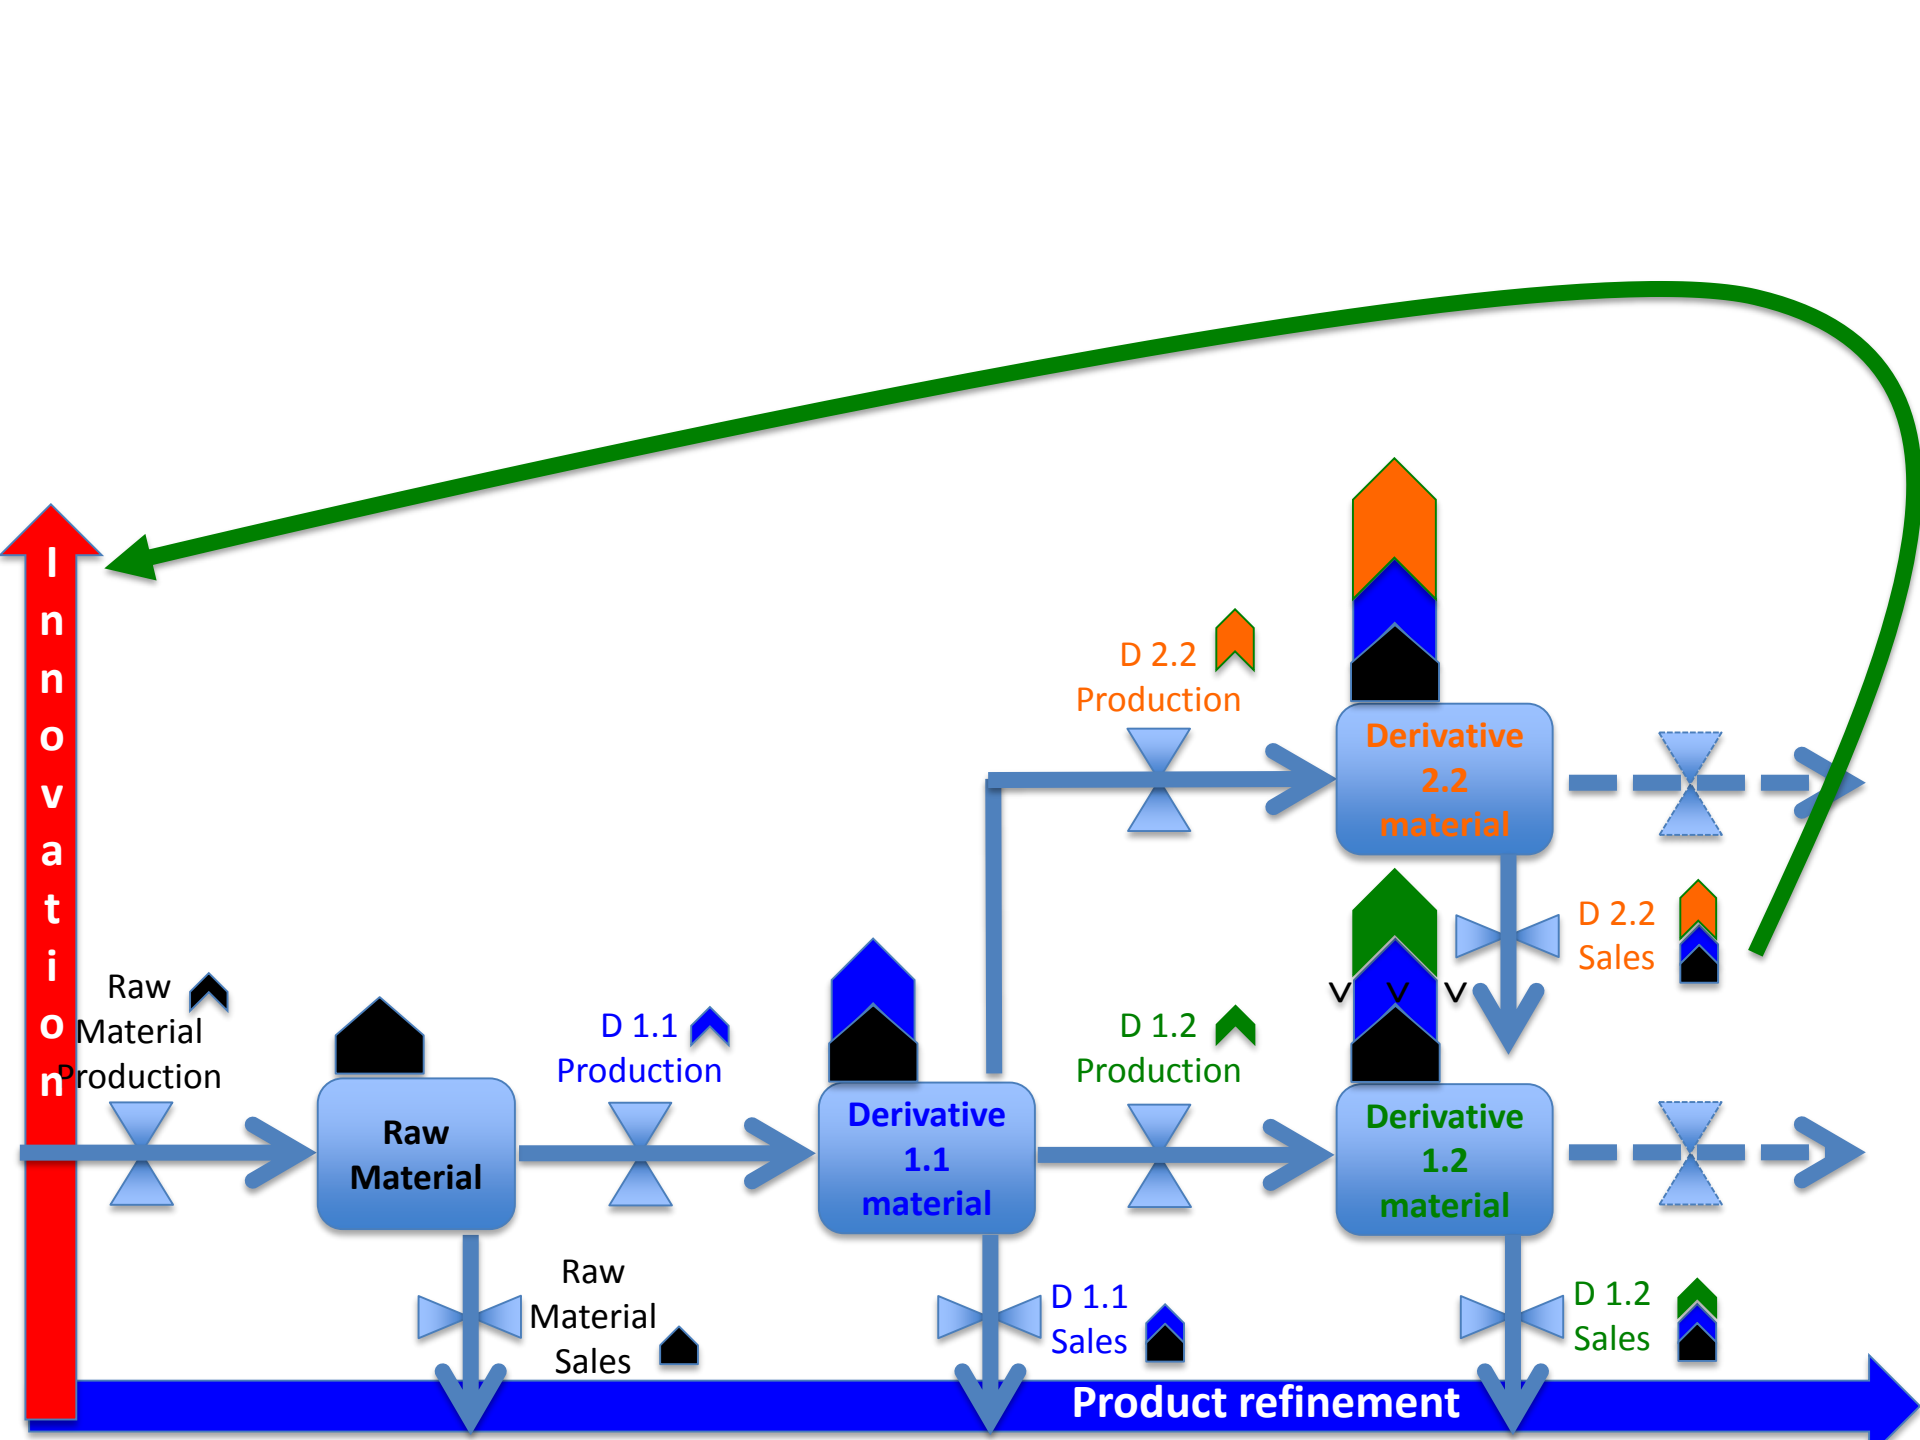 Innovation
D 2.2
Production
Derivative
2.2
material
D 2.2
Sales
Raw
Material
Production
D 1.1
Production
D 1.2
Production
v v v
Raw
Material
Derivative
1.1
material
Derivative
1.2
material
Raw
Material
Sales
D 1.1
Sales
D 1.2
Sales
Product refinement